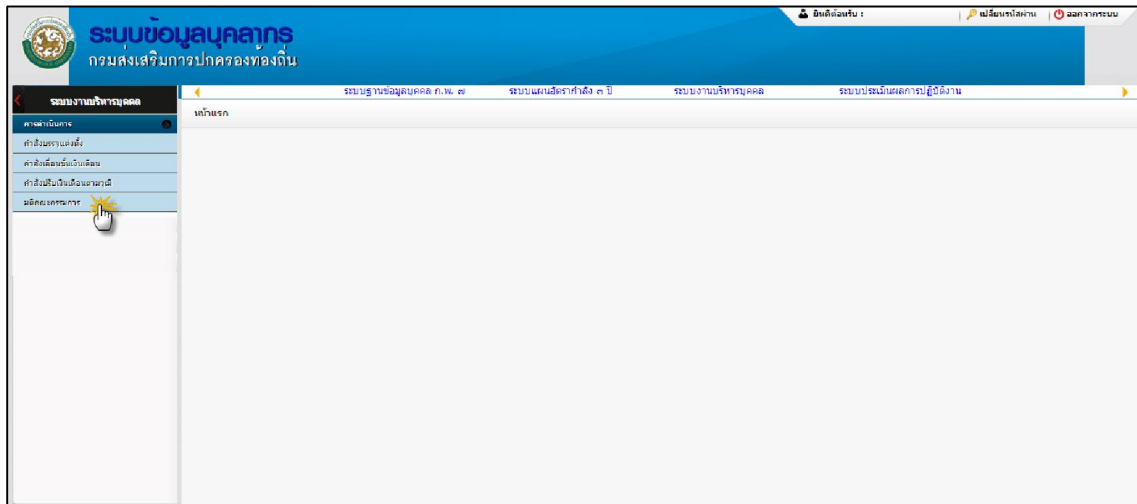 ยินดีต้อนรับ :
เปลี่ยนรหัสผ่าน
ออกจากระบบ
ระบบข้อมูลบุคลากร
กรมส่งเสริมการปกครองท้องถิ่น
ระบบงานบริหารบุคคล
ระบบฐานข้อมูลบุคคล ก.พ. ๗ ระบบแผนอัตรากำลัง ๓ ปี ระบบงานบริหารบุคคล ระบบประเมินผลการปฏิบัติงาน
หน้าแรก
การดำเนินการ
คำสั่งบรรจุแต่งตั้ง
คำสั่งเลื่อนขั้นเงินเดือน
คำสั่งปรับเงินเดือนตามวุฒิ
มติคณะกรรมการ